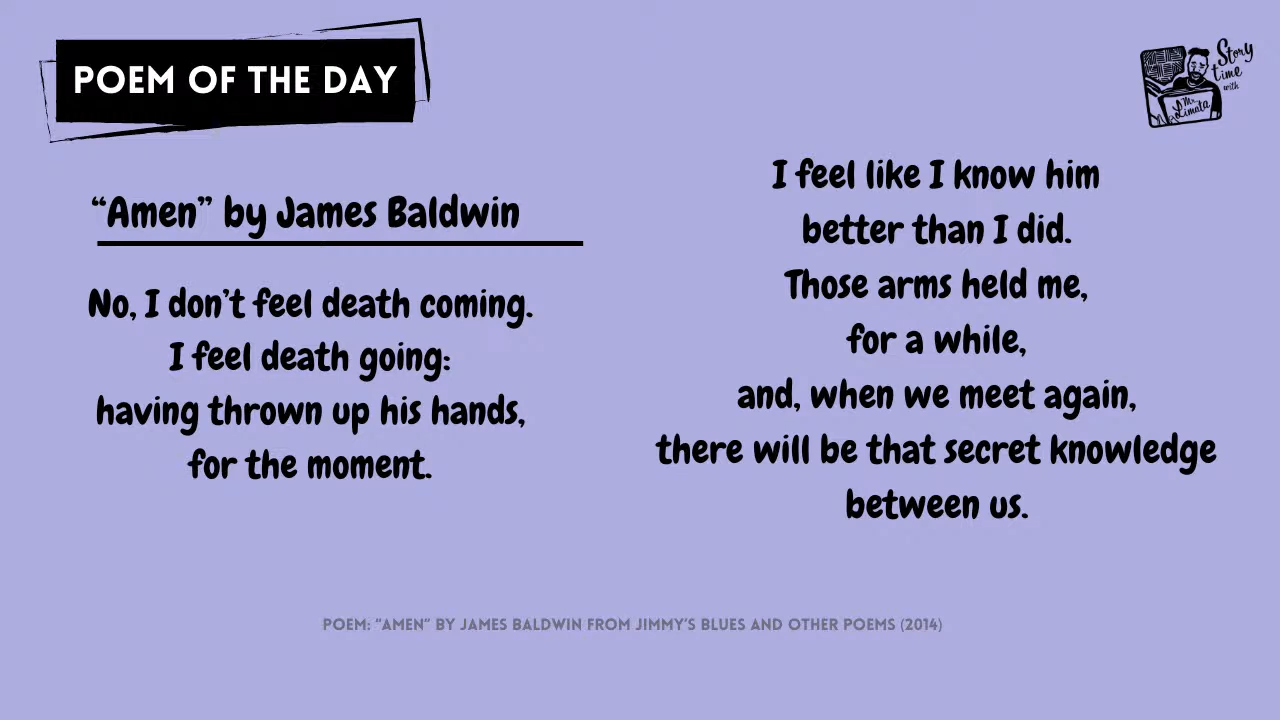 POEM OF THE DAY
Story
time
with
Mr.
Limata
“Amen” by James Baldwin
No, I don’t feel death coming.
I feel death going:
having thrown up his hands,
for the moment.
I feel like I know him
better than I did.
Those arms held me,
for a while,
and, when we meet again,
there will be that secret knowledge
between us.
POEM: “AMEN” BY JAMES BALDWIN FROM JIMMY’S BLUES AND OTHER POEMS (2014)